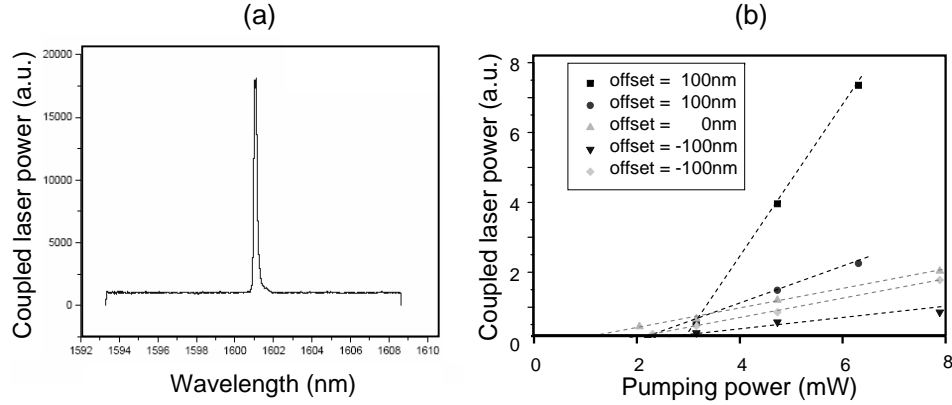 (a)
Coupled laser power (a.u.)
20000
15000
10000
5000
0
1592 1594 1596 1598 1600 1602 1604 1606 1608 1610
Wavelength (nm)
(b)
Coupled laser power (a.u.)
8
6
4
2
0
offset = 100nm
offset = 100nm
offset = 0nm
offset = -100nm
offset = -100nm
0 2 4 6 8
Pumping power (mW)